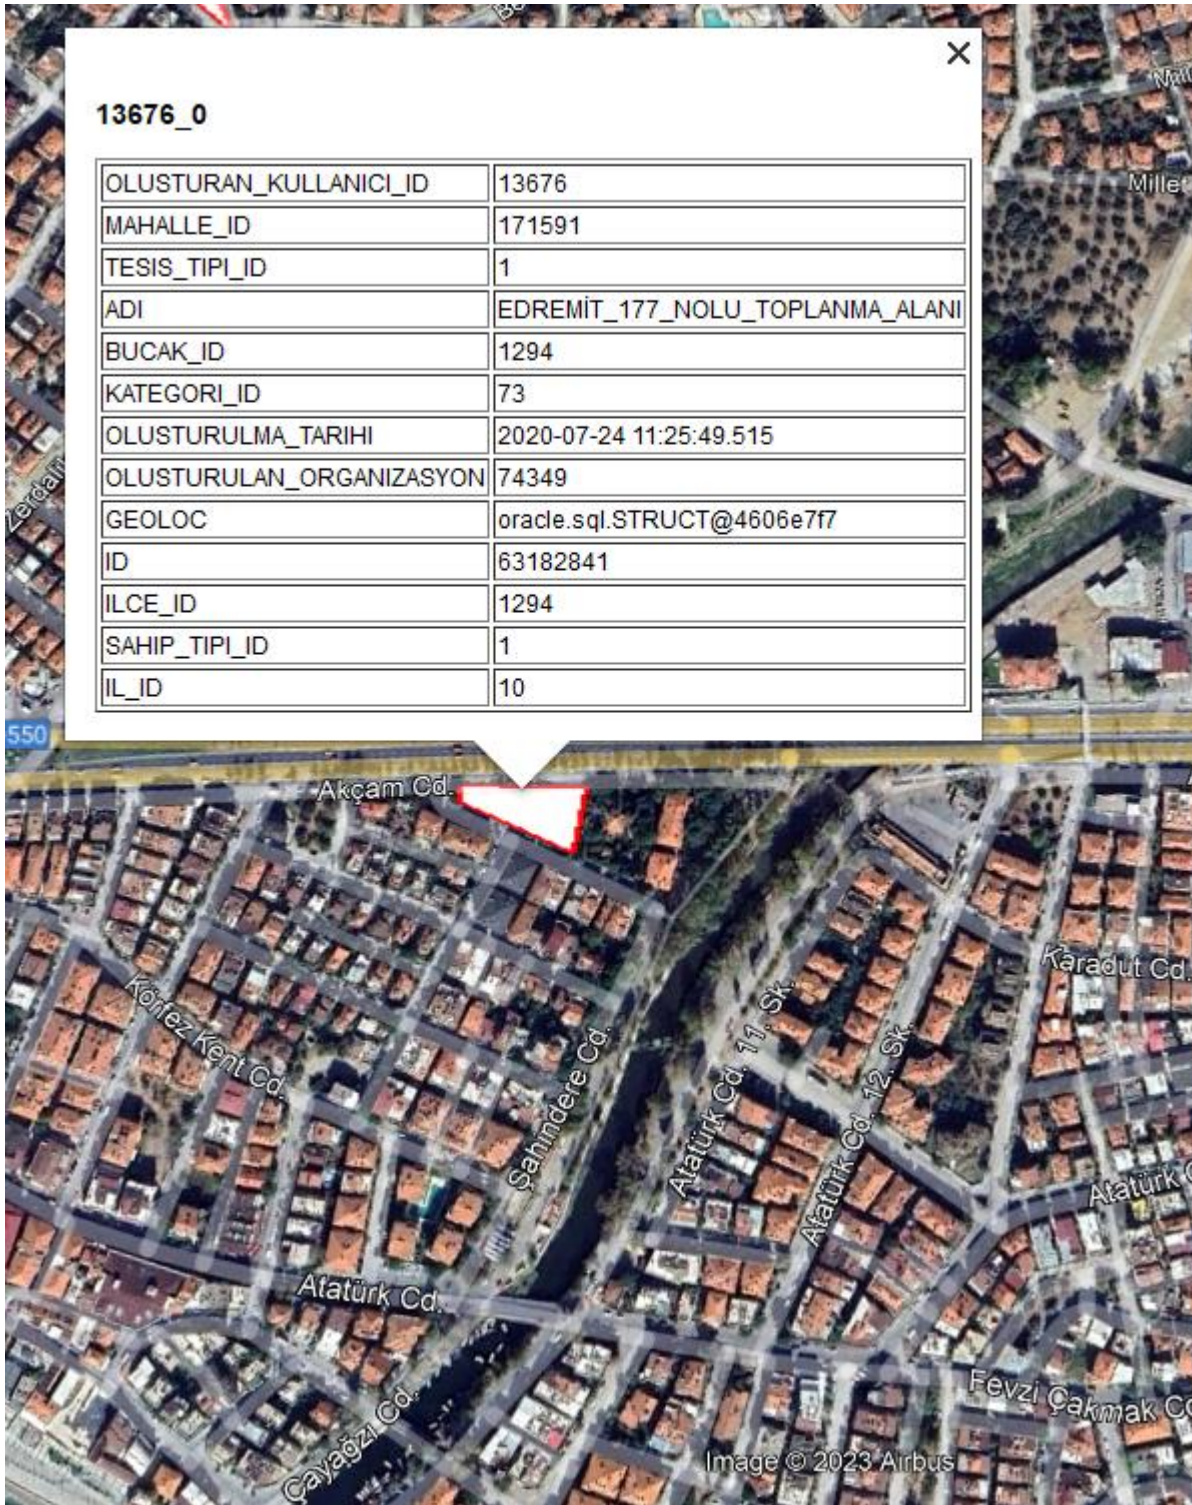 13676_0
OLUSTURAN_KULLANICI_ID 13676
MAHALLE_ID 171591
TESIS_TIPI_ID 1
ADI EDREMİT_177_NOLU_TOPLANMA_ALANI
BUCAK_ID 1294
KATEGORI_ID 73
OLUSTURULMA_TARIHI 2020-07-24 11:25:49.515
OLUSTURULAN_ORGANIZASYON 74349
GEOLOC oracle.sql.STRUCT@4606e7f7
ID 63182841
ILCE_ID 1294
SAHIP_TIPI_ID 1
IL_ID 10
Millet
550
Akçam Cd.
Karadut Cd.
Körfez Kent Cd.
Şahindere Cd.
Atatürk Cd. 11. Sk.
Atatürk Cd. 12. Sk.
Atatürk C
Atatürk Cd.
Fevzi Çakmak Cd
Çayağzı Cd.
Image © 2023 Airbus